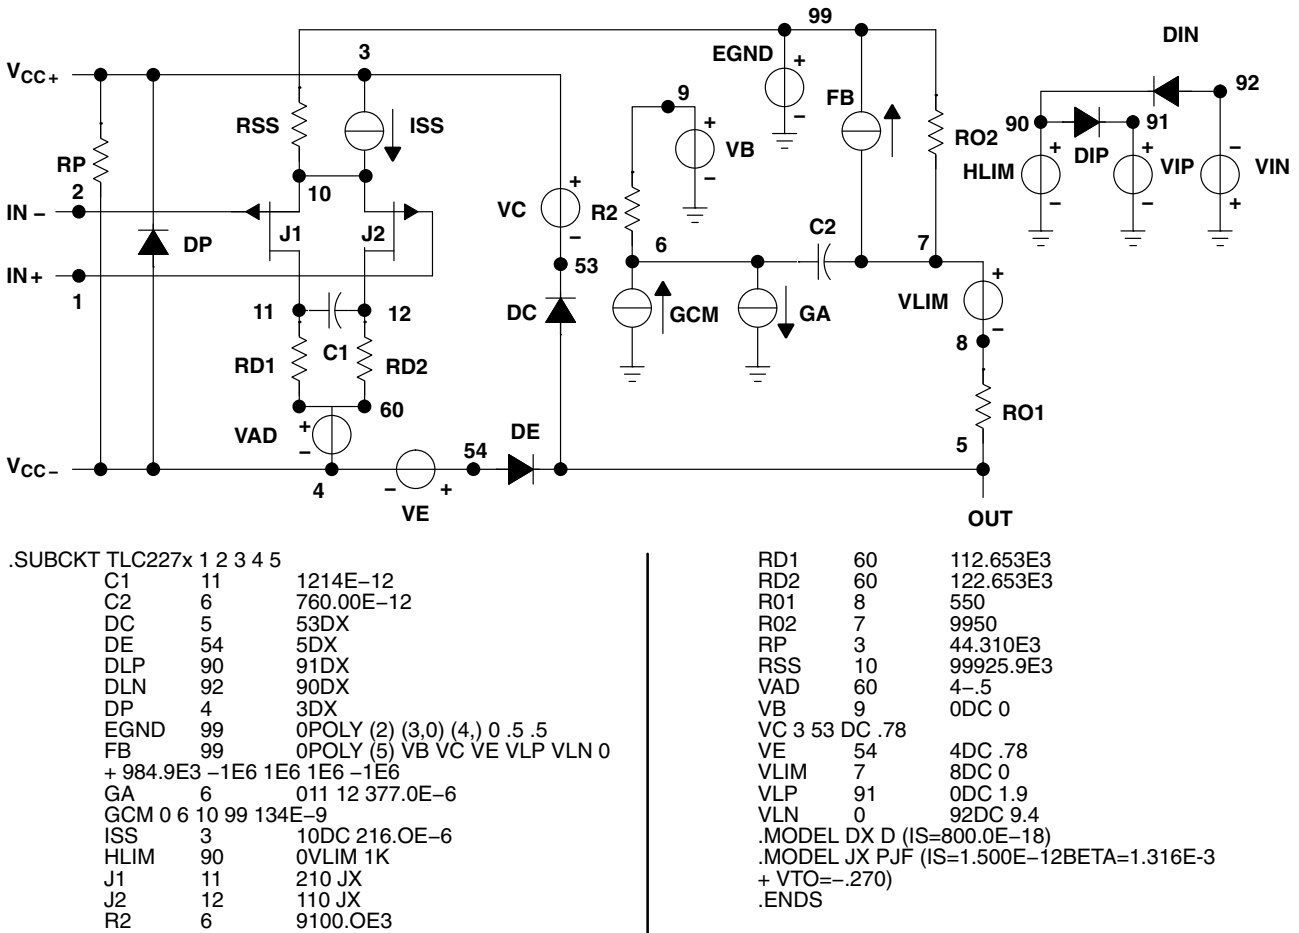 99
DIN
3
EGND
+
VCC+
92
9
FB
+
RSS
ISS
90
91
RO2
VB
DIP
RP
HLIM
VIP
VIN
10
2
VC
R2
C2
IN −
J1
J2
DP
6
7
IN+
53
1
VLIM
11
12
DC
GCM
GA
8
C1
RD1
RD2
60
RO1
VAD
DE
54
5
VCC−
4
VE
OUT
.SUBCKT TLC227x 1 2 3 4 5
C1 11 1214E−12
C2 6 760.00E−12
DC 5 53DX
DE 54 5DX
DLP 90 91DX
DLN 92 90DX
DP 4 3DX
EGND 99 0POLY (2) (3,0) (4,) 0 .5 .5
FB 99 0POLY (5) VB VC VE VLP VLN 0
+ 984.9E3 −1E6 1E6 1E6 −1E6
GA 6 011 12 377.0E−6
GCM 0 6 10 99 134E−9
ISS 3 10DC 216.OE−6
HLIM 90 0VLIM 1K
J1 11 210 JX
J2 12 110 JX
R2 6 9100.OE3
RD1 60 112.653E3
RD2 60 122.653E3
R01 8 550
R02 7 9950
RP 3 44.310E3
RSS 10 99925.9E3
VAD 60 4−.5
VB 9 0DC 0
VC 3 53 DC .78
VE 54 4DC .78
VLIM 7 8DC 0
VLP 91 0DC 1.9
VLN 0 92DC 9.4
.MODEL DX D (IS=800.0E−18)
.MODEL JX PJF (IS=1.500E−12BETA=1.316E-3
+ VTO=−.270)
.ENDS